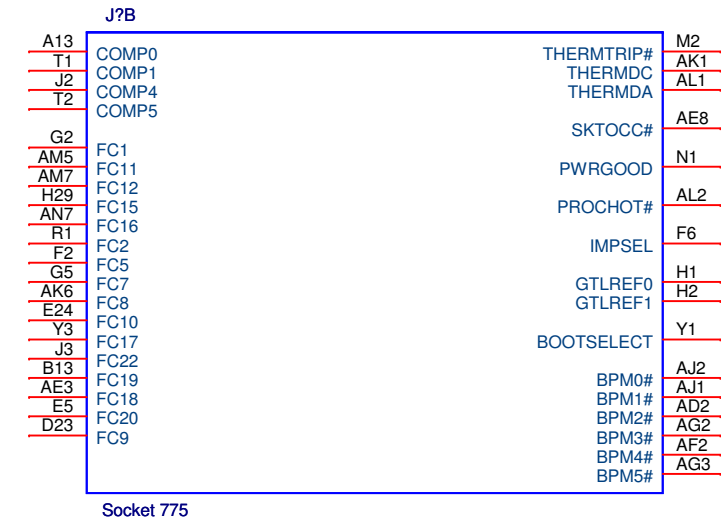 J?B
A13 COMP0
T1 COMP1
J2 COMP4
T2 COMP5
G2 FC1
AM5 FC11
AM7 FC12
H29 FC15
AN7 FC16
R1 FC2
F2 FC5
G5 FC7
AK6 FC8
E24 FC10
Y3 FC17
J3 FC22
B13 FC19
AE3 FC18
E5 FC20
D23 FC9
THERMTRIP# M2
THERMDC AK1
THERMDA AL1
SKTOCC# AE8
PWRGOOD N1
PROCHOT# AL2
IMPSEL F6
GTLREF0 H1
GTLREF1 H2
BOOTSELECT Y1
BPM0# AJ2
BPM1# AJ1
BPM2# AD2
BPM3# AG2
BPM4# AF2
BPM5# AG3
Socket 775